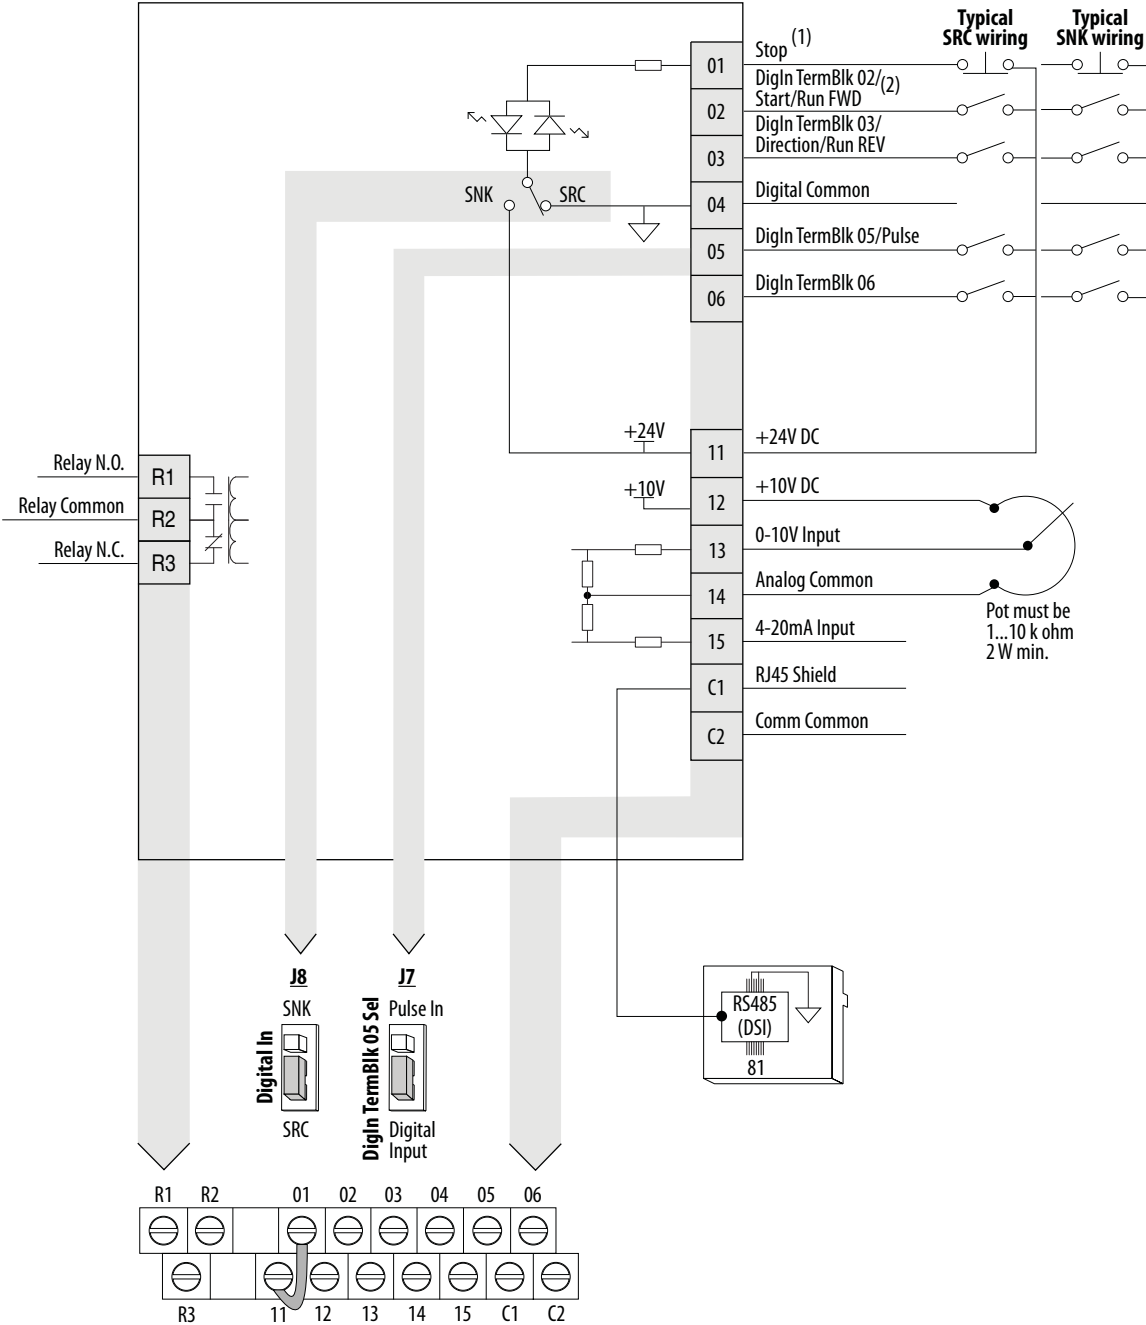 Typical
SRC wiring
Typical
SNK wiring
01
Stop (1)
02
DigIn TermBlk 02/(2)
Start/Run FWD
03
DigIn TermBlk 03/
Direction/Run REV
SNK
SRC
04
Digital Common
05
DigIn TermBlk 05/Pulse
06
DigIn TermBlk 06
+24V
11
+24V DC
+10V
12
+10V DC
13
0-10V Input
14
Analog Common
15
4-20mA Input
C1
RJ45 Shield
C2
Comm Common
Pot must be
1...10 k ohm
2 W min.
Relay N.O.
R1
Relay Common
R2
Relay N.C.
R3
J8
SNK
Digital In
SRC
J7
Pulse In
DigIn TermBlk 05 Sel
Digital
Input
RS485
(DSI)
81
R1 R2 01 02 03 04 05 06
R3 11 12 13 14 15 C1 C2